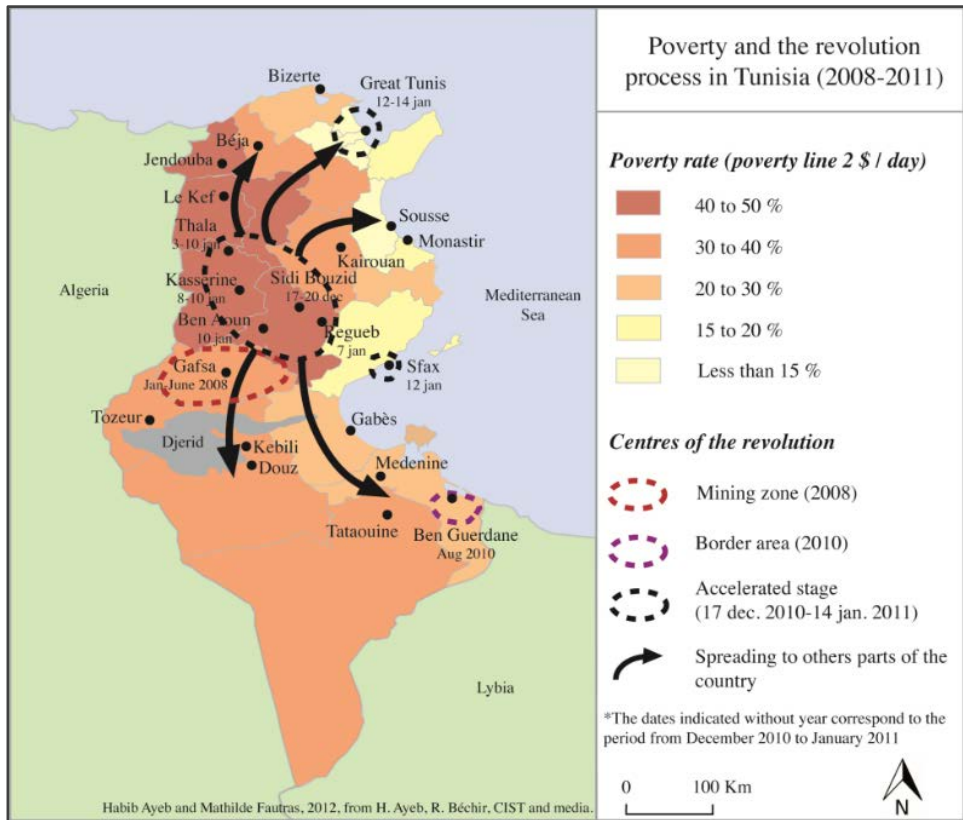 Poverty and the revolution
process in Tunisia (2008-2011)
Poverty rate (poverty line 2 $ / day)
40 to 50 %
30 to 40 %
20 to 30 %
15 to 20 %
Less than 15 %
Centres of the revolution
Mining zone (2008)
Border area (2010)
Accelerated stage
(17 dec. 2010-14 jan. 2011)
Spreading to others parts of the
country
*The dates indicated without year correspond to the
period from December 2010 to January 2011
0 100 Km
N
Bizerte
Great Tunis
12-14 jan
Béja
Jendouba
Le Kef
Thala
3-10 jan
Sousse
Monastir
Kairouan
Kasserine
8-10 jan
Sidi Bouzid
17-20 dec
Algeria
Mediterranean
Sea
Ben Aoun
10 jan
Regueb
7 jan
Gafsa
Jan-June 2008
Sfax
12 jan
Tozeur
Djerid
Gabès
Kebili
Douz
Medenine
Tataouine
Ben Guerdane
Aug 2010
Lybia
Habib Ayeb and Mathilde Fautras, 2012, from H. Ayeb, R. Béchir, CIST and media.